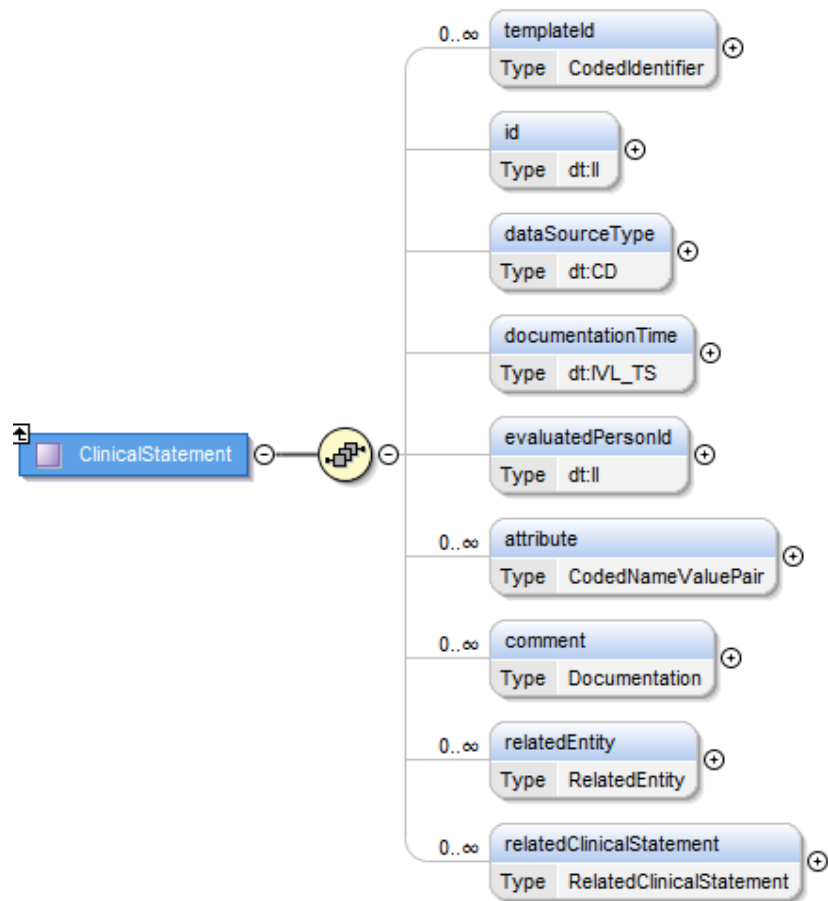 0..∞ templateId
Type CodedIdentifier
id
Type dt:II
dataSourceType
Type dt:CD
documentationTime
Type dt:IVL_TS
ClinicalStatement
evaluatedPersonId
Type dt:II
0..∞ attribute
Type CodedNameValuePair
0..∞ comment
Type Documentation
0..∞ relatedEntity
Type RelatedEntity
0..∞ relatedClinicalStatement
Type RelatedClinicalStatement